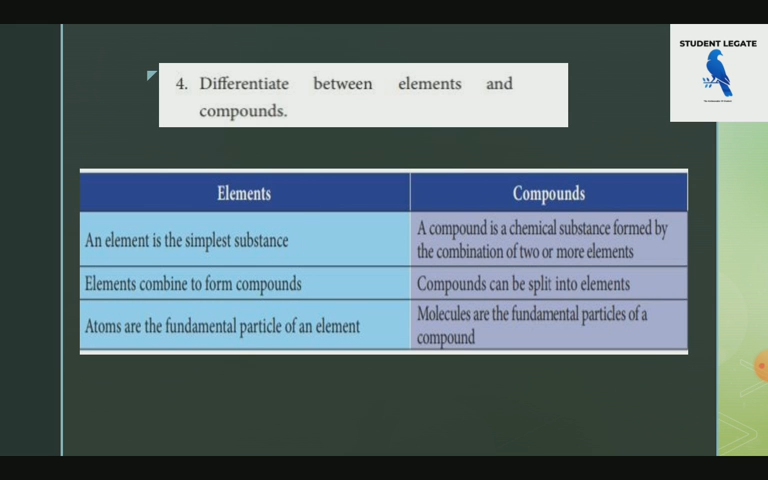 STUDENT LEGATE
4. Differentiate between elements and
compounds.
Elements
Compounds
An element is the simplest substance
A compound is a chemical substance formed by
the combination of two or more elements
Elements combine to form compounds
Compounds can be split into elements
Atoms are the fundamental particle of an element
Molecules are the fundamental particles of a
compound